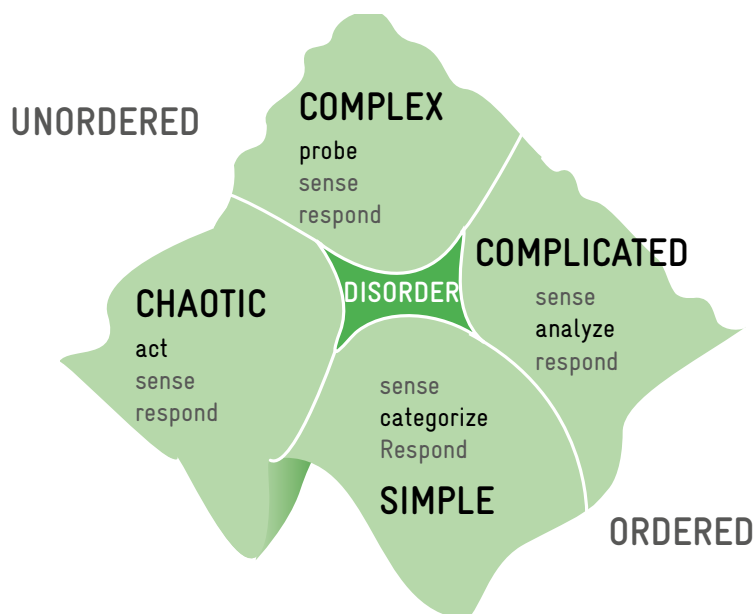 UNORDERED
COMPLEX
probe
sense
respond
COMPLICATED
sense
analyze
respond
DISORDER
CHAOTIC
act
sense
respond
sense
categorize
Respond
SIMPLE
ORDERED